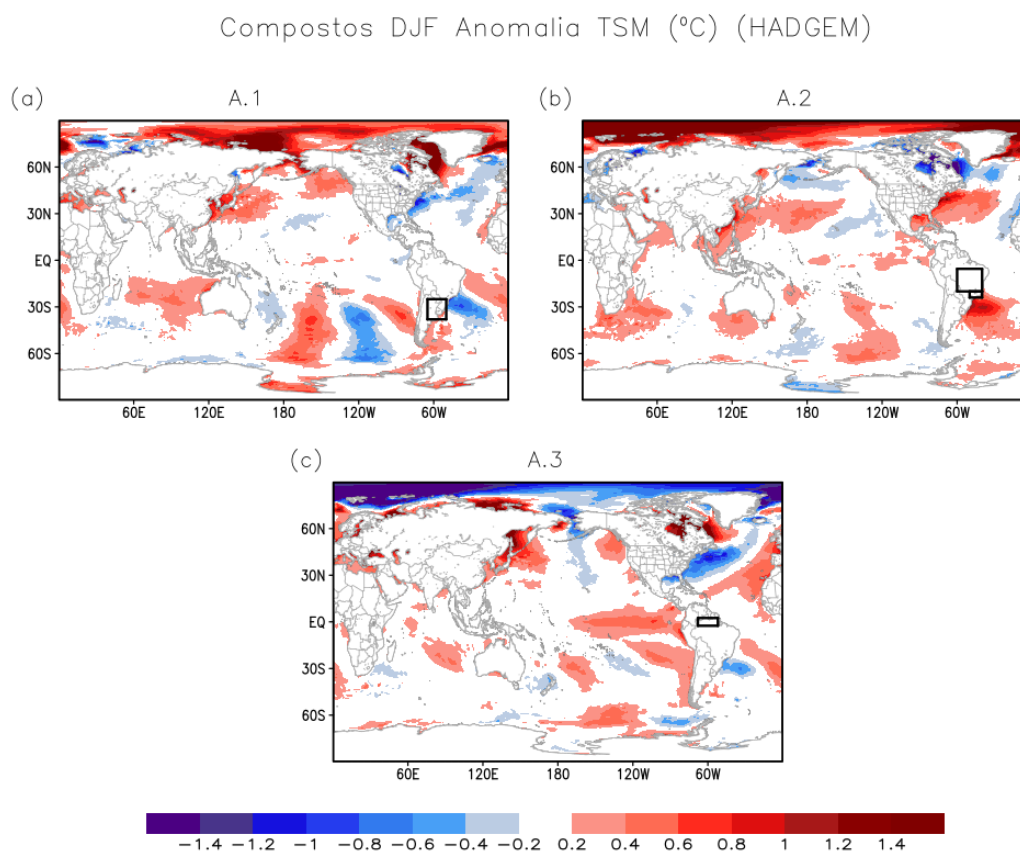 Compostos DJF Anomalia TSM (ºC) (HADGEM)
(a) A.1
60N
30N
EQ
30S
60S
60E 120E 180 120W 60W
(b) A.2
60N
30N
EQ
30S
60S
60E 120E 180 120W 60W
(c) A.3
60N
30N
EQ
30S
60S
60E 120E 180 120W 60W
-1.4 -1.2 -1 -0.8 -0.6 -0.4 -0.2 0.2 0.4 0.6 0.8 1 1.2 1.4